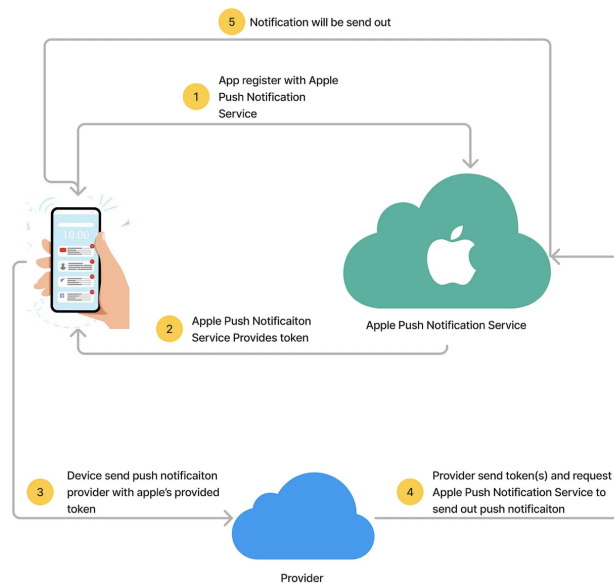 5 Notification will be send out
1
App register with Apple
Push Notification
Service
10:00
Apple Push Notification Service
2
Apple Push Notificaiton
Service Provides token
3
Device send push notificaiton
provider with apple's provided
token
4
Provider send token(s) and request
Apple Push Notification Service to
send out push notificaiton
Provider